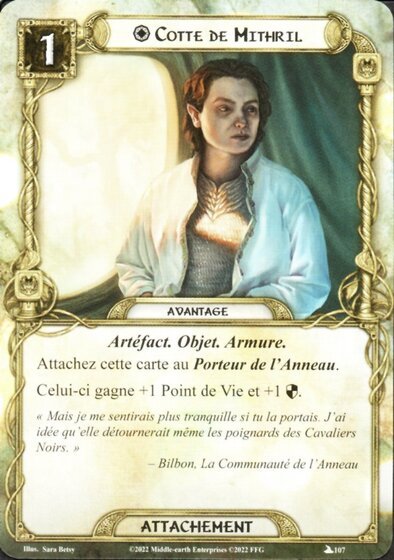 1
Cotte de Mithril
Avantage
Artéfact. Objet. Armure.
Attachez cette carte au Porteur de l'Anneau.
Celui-ci gagne +1 Point de Vie et +1 .
« Mais je me sentirais plus tranquille si tu la portais. J'ai
idée qu'elle détournerait même les poignards des Cavaliers
Noirs. »
– Bilbon, La Communauté de l'Anneau
Attachement
Illus. Sara Betsy
©2022 Middle-earth Enterprises ©2022 FFG
107